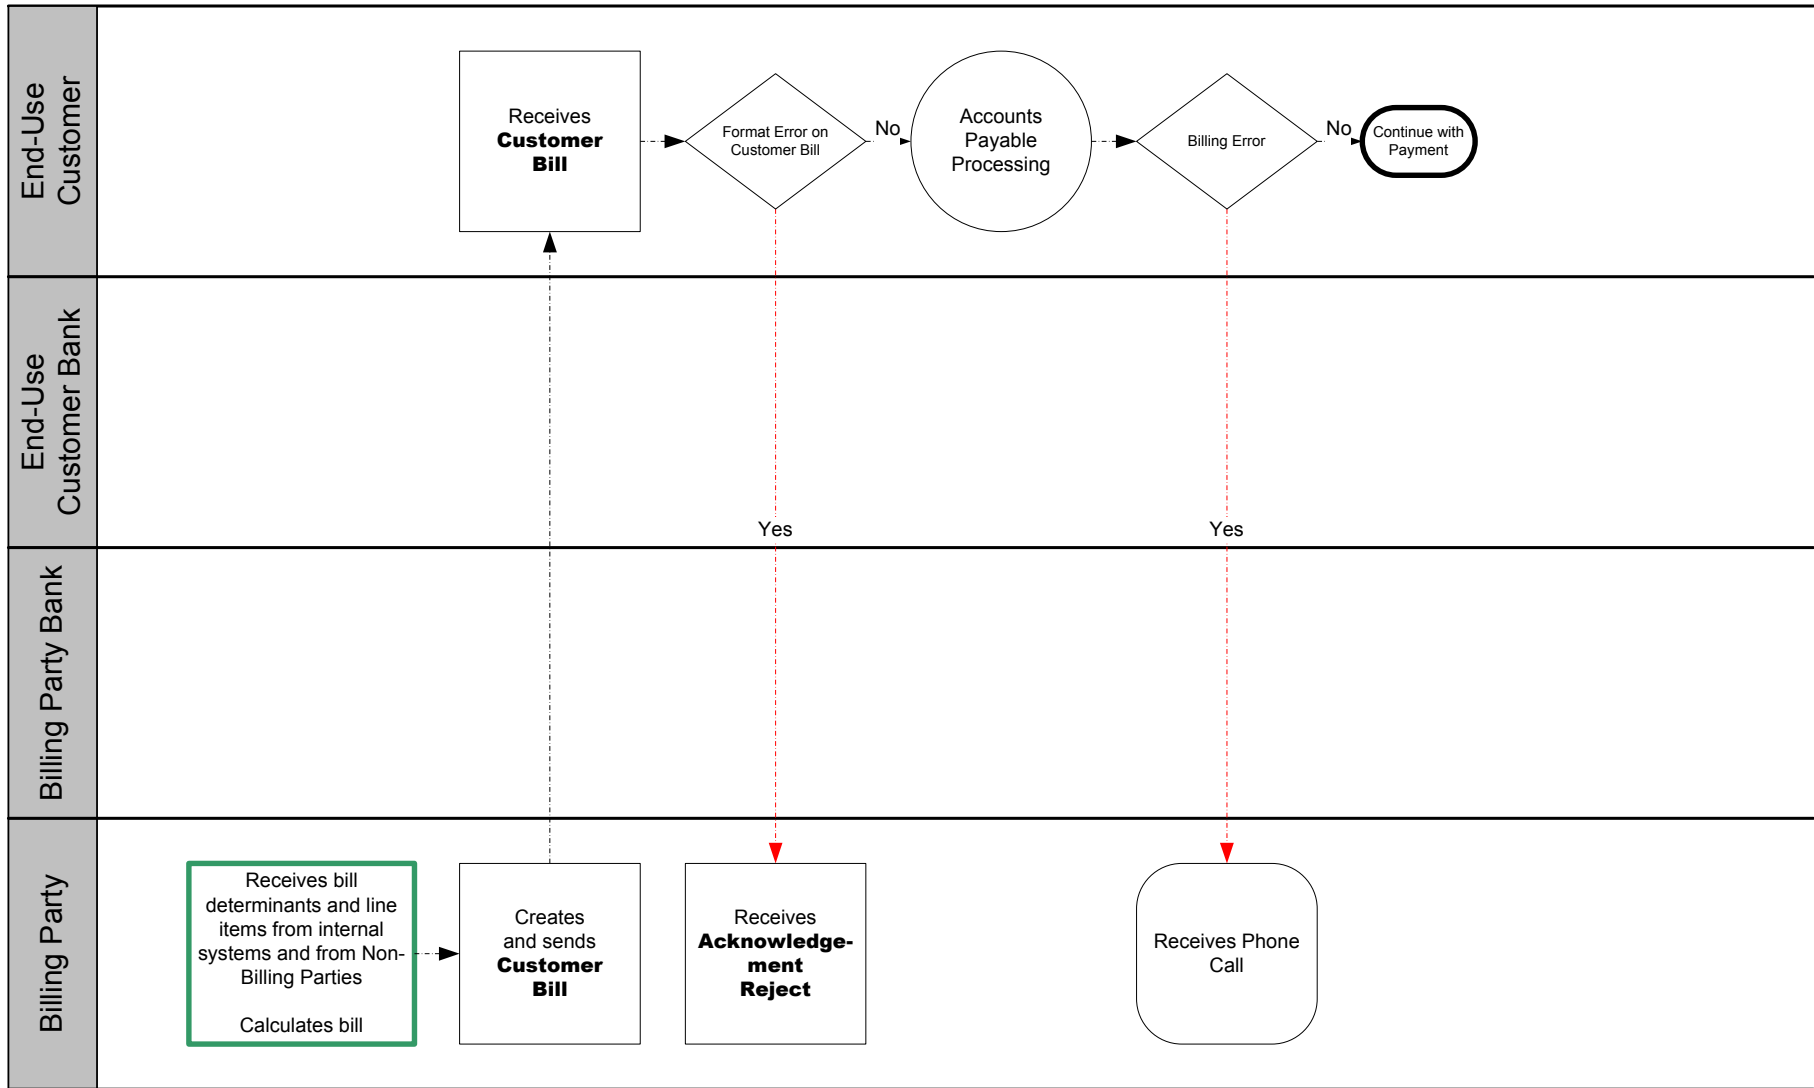 End-Use
Customer
Receives
Customer
Bill
Format Error on
Customer Bill
No
Accounts
Payable
Processing
Billing Error
No
Continue with
Payment
End-Use
Customer Bank
Yes
Yes
Billing Party Bank
Billing Party
Receives bill
determinants and line
items from internal
systems and from Non-
Billing Parties
Calculates bill
Creates
and sends
Customer
Bill
Receives
Acknowledge-
ment
Reject
Receives Phone
Call